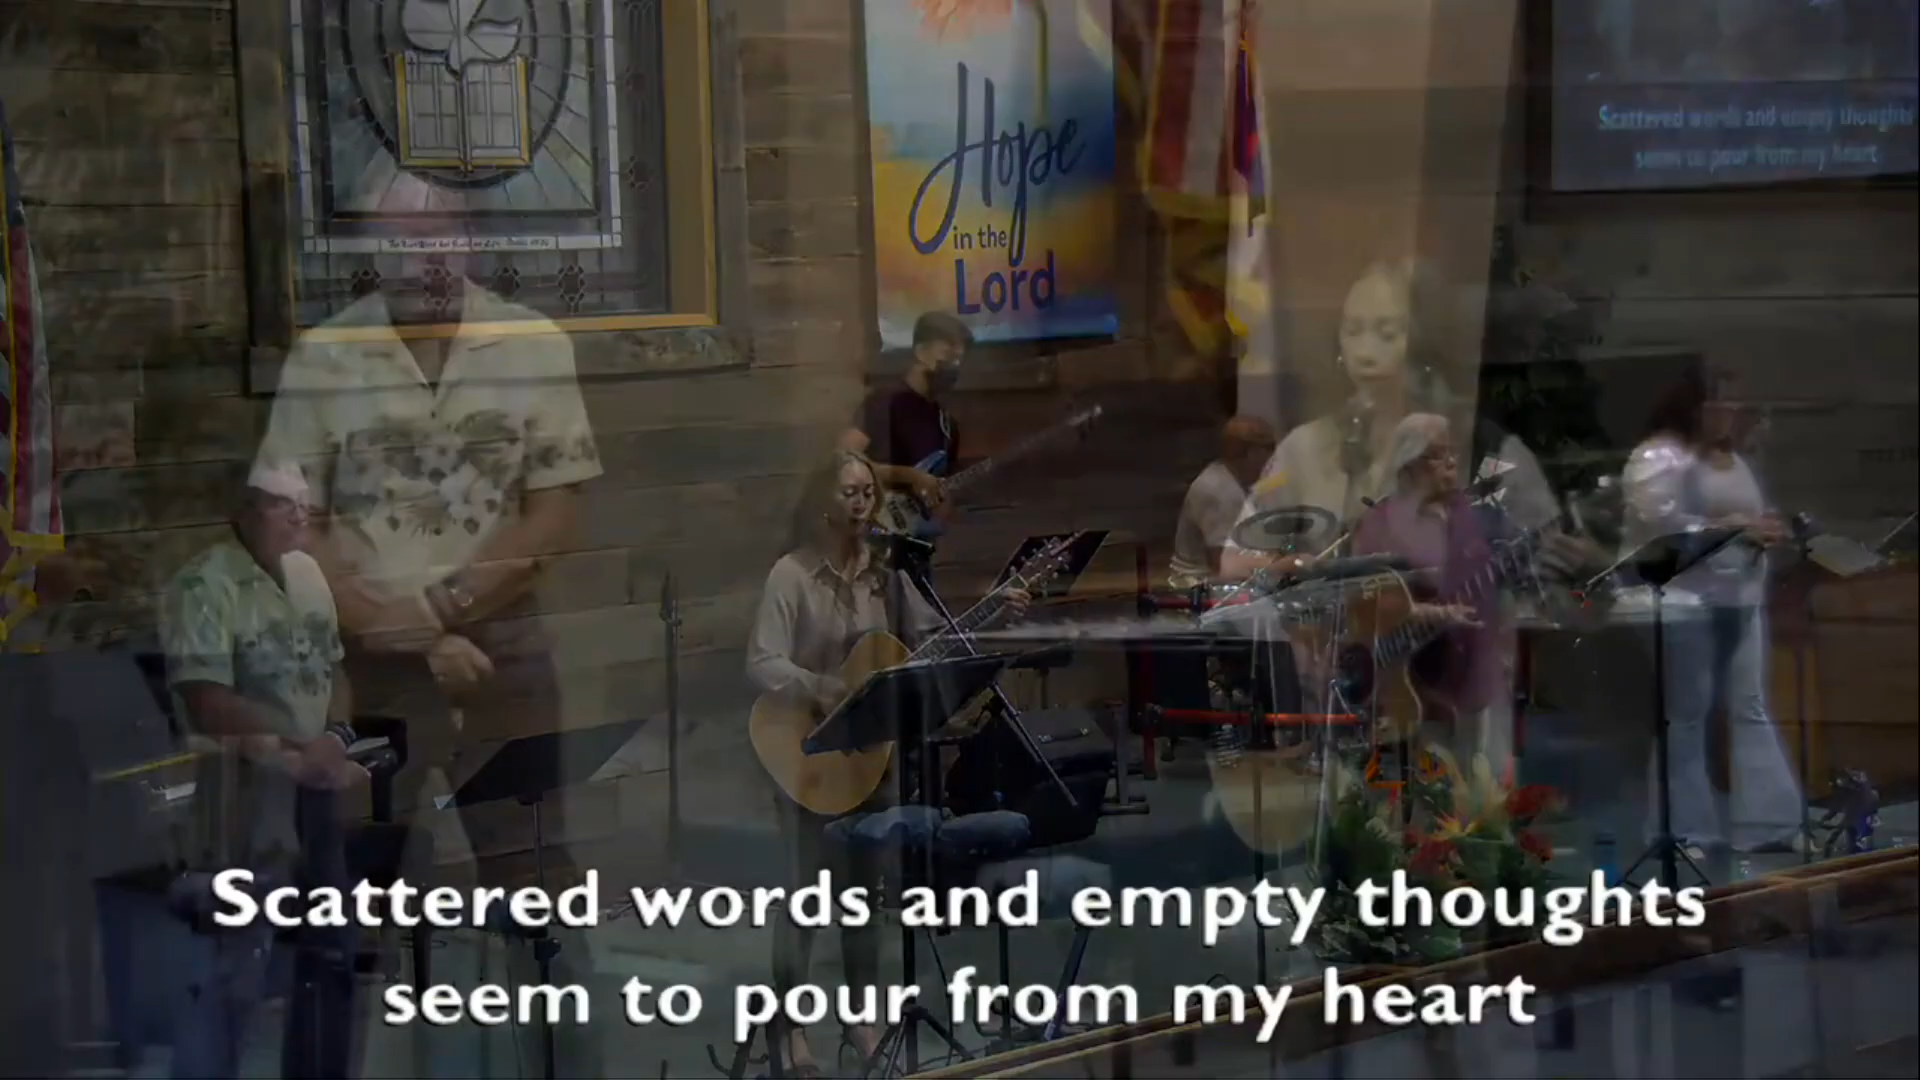 Hope
in the
Lord
Scattered words and empty thoughts
seem to pour from my heart
Scattered words and empty thoughts
seem to pour from my heart